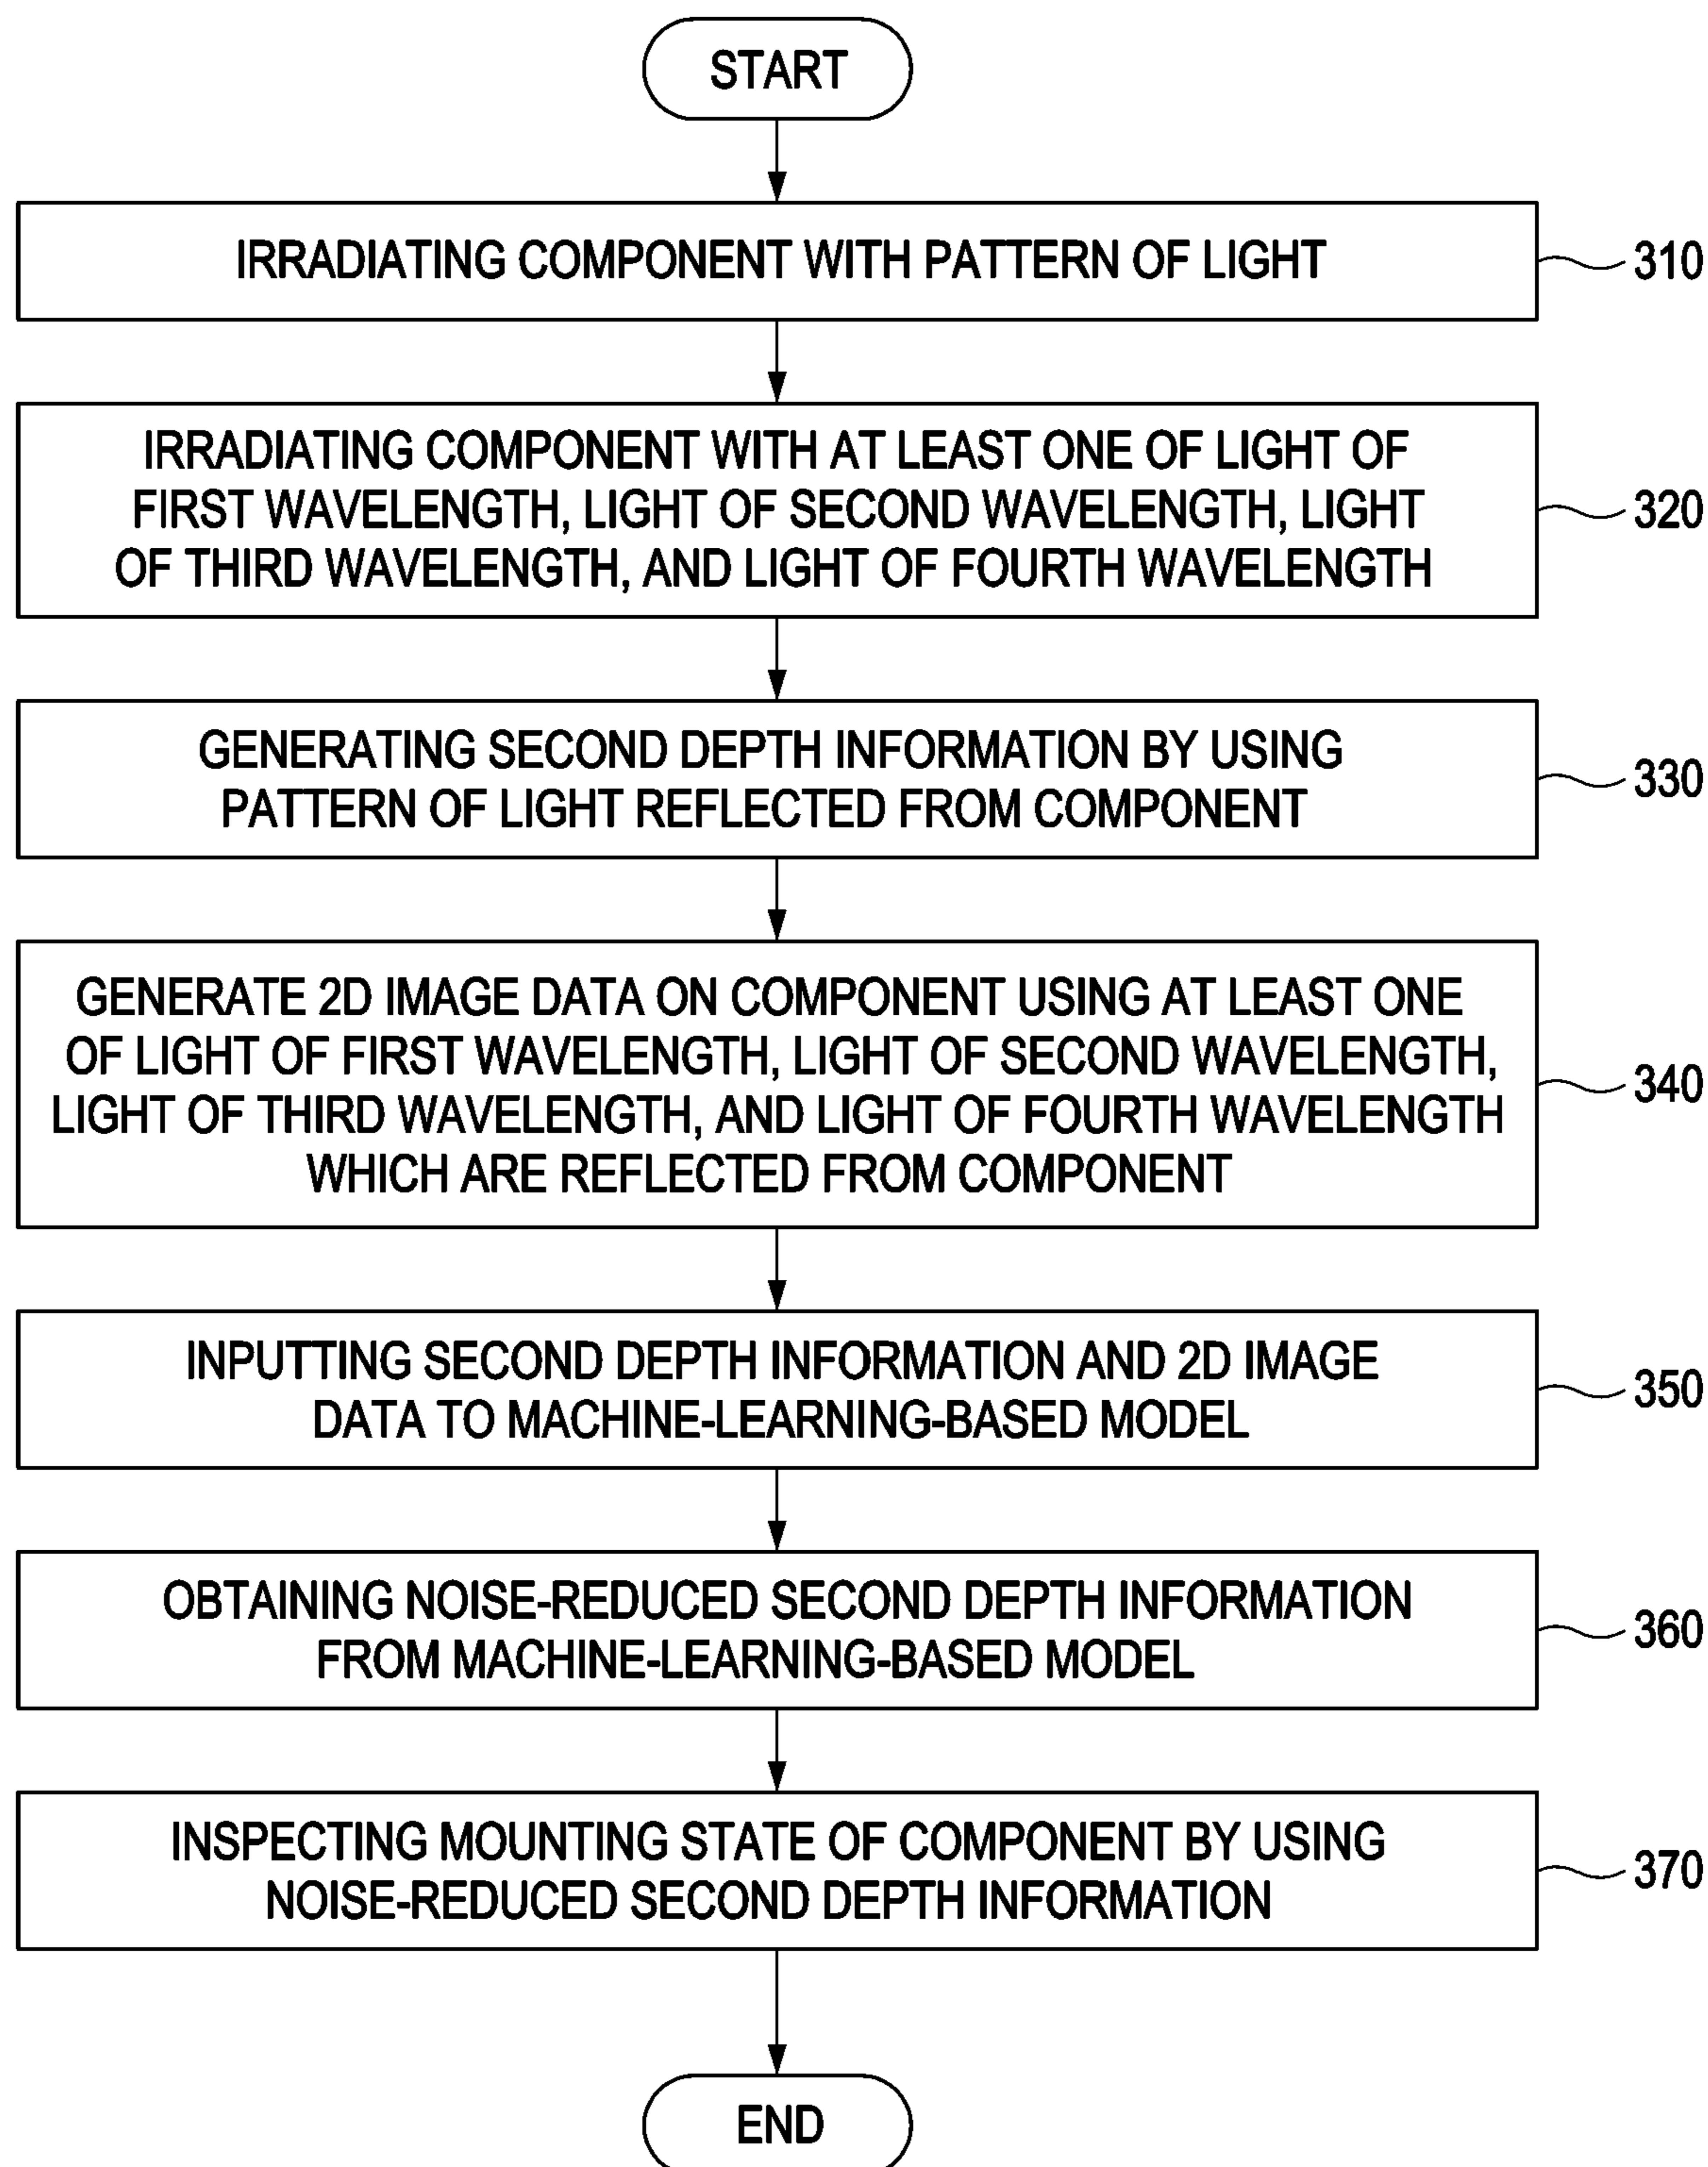 START
IRRADIATING COMPONENT WITH PATTERN OF LIGHT
310
IRRADIATING COMPONENT WITH AT LEAST ONE OF LIGHT OF
FIRST WAVELENGTH, LIGHT OF SECOND WAVELENGTH, LIGHT
OF THIRD WAVELENGTH, AND LIGHT OF FOURTH WAVELENGTH
320
GENERATING SECOND DEPTH INFORMATION BY USING
PATTERN OF LIGHT REFLECTED FROM COMPONENT
330
GENERATE 2D IMAGE DATA ON COMPONENT USING AT LEAST ONE
OF LIGHT OF FIRST WAVELENGTH, LIGHT OF SECOND WAVELENGTH,
LIGHT OF THIRD WAVELENGTH, AND LIGHT OF FOURTH WAVELENGTH
WHICH ARE REFLECTED FROM COMPONENT
340
INPUTTING SECOND DEPTH INFORMATION AND 2D IMAGE
DATA TO MACHINE-LEARNING-BASED MODEL
350
OBTAINING NOISE-REDUCED SECOND DEPTH INFORMATION
FROM MACHINE-LEARNING-BASED MODEL
360
INSPECTING MOUNTING STATE OF COMPONENT BY USING
NOISE-REDUCED SECOND DEPTH INFORMATION
370
END